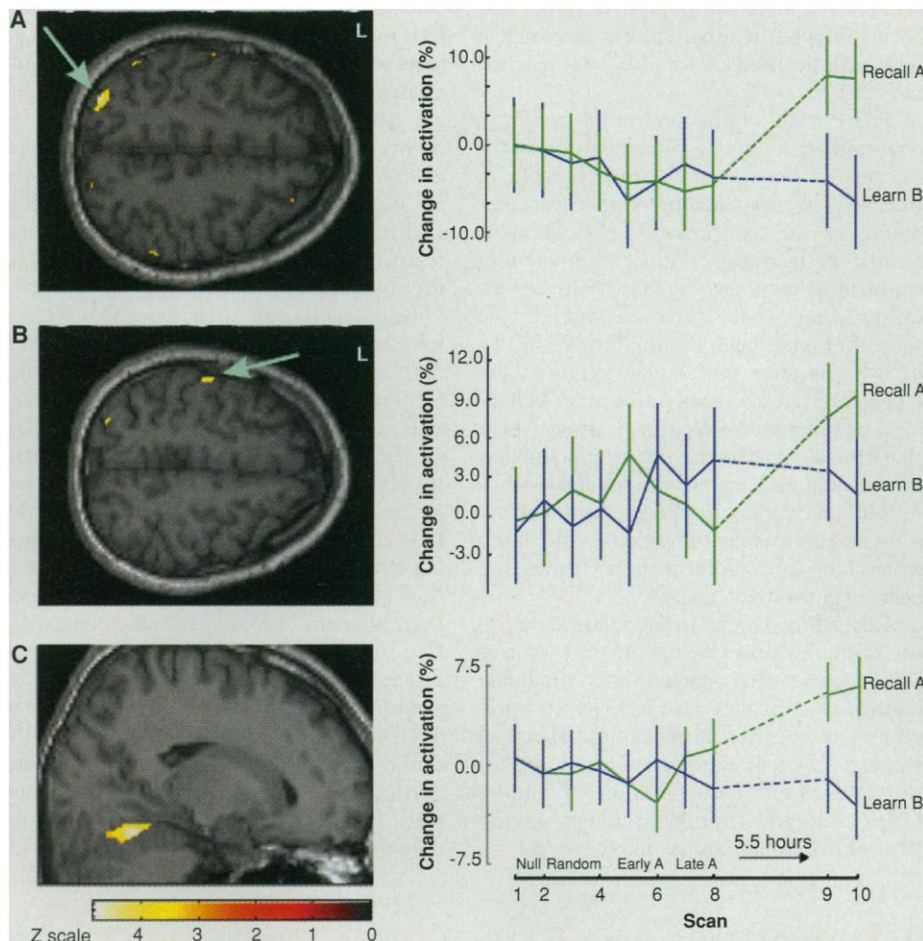 A
L
Change in activation (%)
10.0
0.0
-10.0
Recall A
Learn B
B
L
Change in activation (%)
12.0
9.0
6.0
3.0
0.0
-3.0
Recall A
Learn B
C
Change in activation (%)
7.5
0.0
-7.5
Recall A
Learn B
5.5 hours
Null Random Early A Late A
1 2 4 6 8 9 10
Scan
Z scale 4 3 2 1 0